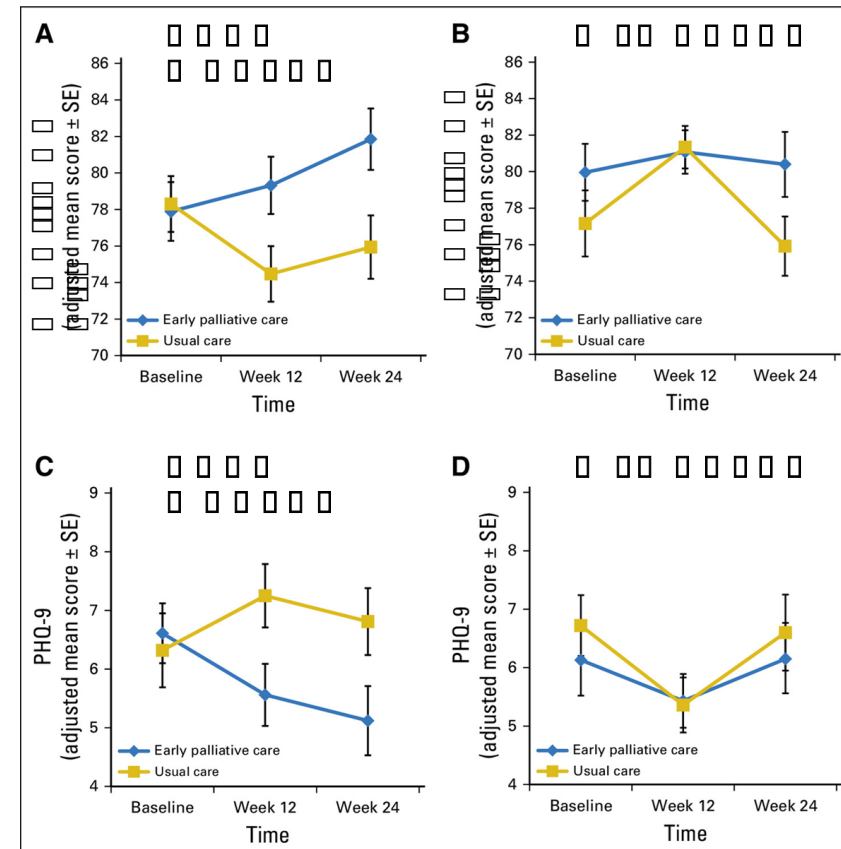 A
86
84
82
80
78
76
74
72
70
(adjusted mean score ± SE)
Early palliative care
Usual care
Baseline Week 12 Week 24
Time
B
86
84
82
80
78
76
74
72
70
(adjusted mean score ± SE)
Early palliative care
Usual care
Baseline Week 12 Week 24
Time
C
9
8
7
6
5
4
PHQ-9
(adjusted mean score ± SE)
Early palliative care
Usual care
Baseline Week 12 Week 24
Time
D
9
8
7
6
5
4
PHQ-9
(adjusted mean score ± SE)
Early palliative care
Usual care
Baseline Week 12 Week 24
Time